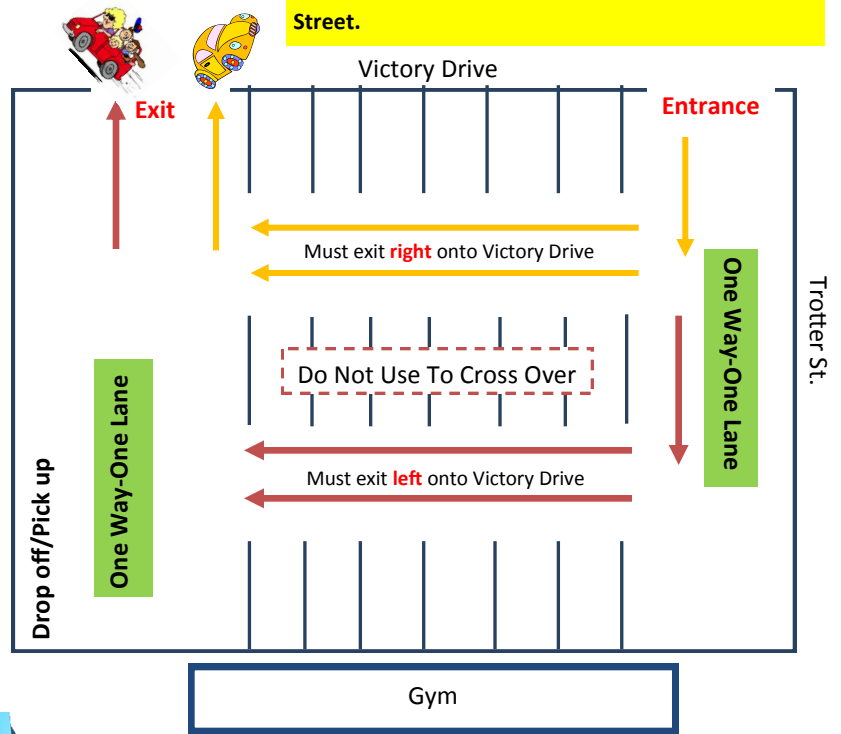 Street.
Victory Drive
Exit
Entrance
Must exit right onto Victory Drive
One Way-One Lane
Trotter St.
Do Not Use To Cross Over
One Way-One Lane
Drop off/Pick up
Must exit left onto Victory Drive
Gym